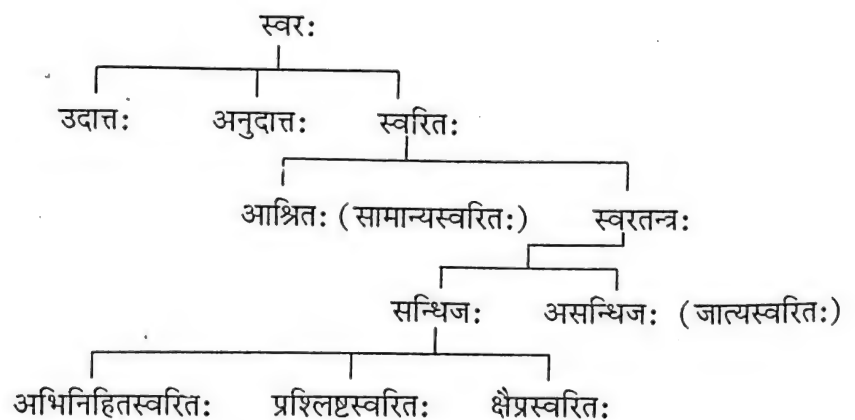 स्वर:
उदात्त: अनुदात्त: स्वरित:
आश्रित: (सामान्यस्वरित:) स्वरतन्त्र:
सन्धिज: असन्धिज: (जात्यस्वरित:)
अभिनिहितस्वरित: प्रश्लिष्टस्वरित: क्षैप्रस्वरित: